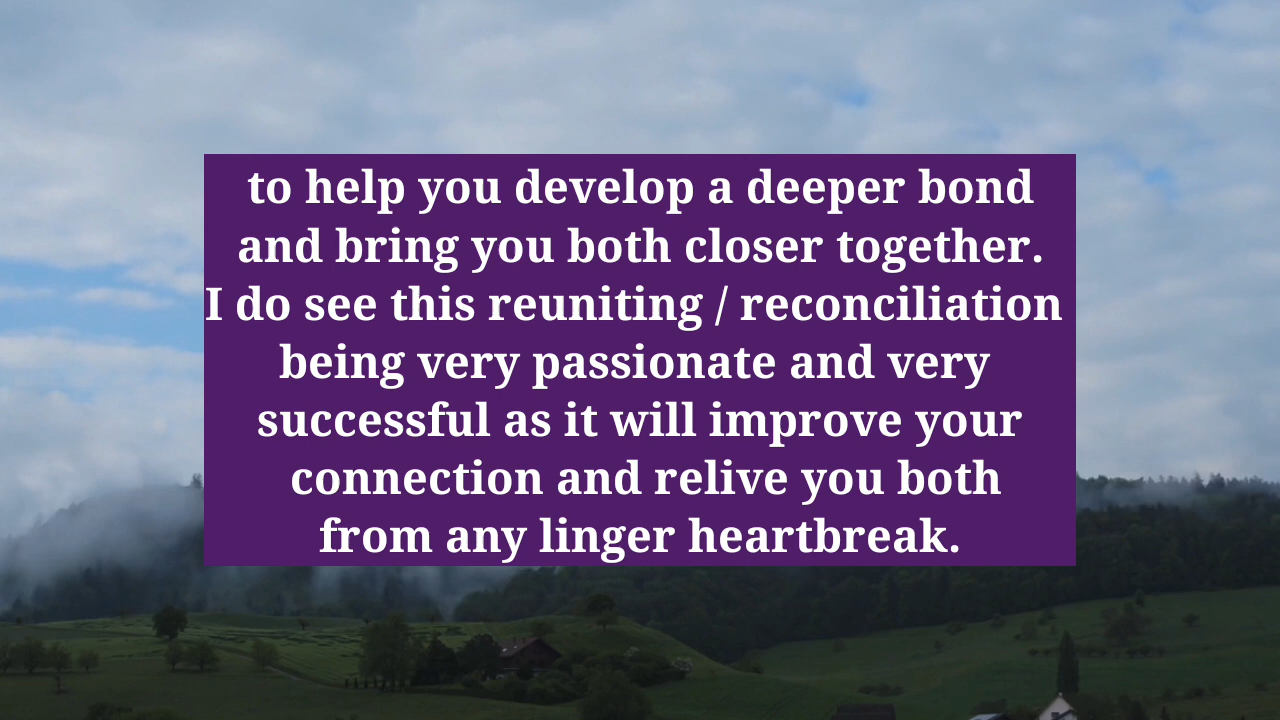 to help you develop a deeper bond
and bring you both closer together.
I do see this reuniting / reconciliation
being very passionate and very
successful as it will improve your
connection and relive you both
from any linger heartbreak.